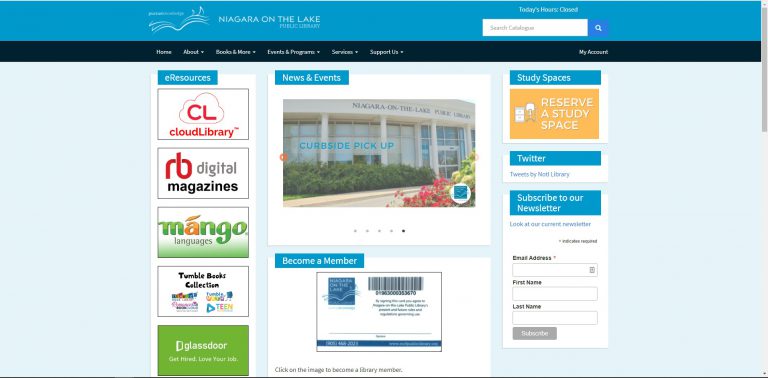 pursueknowledge
NIAGARA ON THE LAKE
PUBLIC LIBRARY
Today's Hours: Closed
Search Catalogue
Home
About
Books & More
Events & Programs
Services
Support Us
My Account
eResources
CL
cloudLibrary™
rb digital
magazines
mango
languages
Tumble Books
Collection
TEEN
glassdoor
Get Hired. Love Your Job.
News & Events
NIAGARA-ON-THE-LAKE PUBLIC LIBRARY
CURBSIDE PICK UP
Become a Member
NIAGARA
ON THE
LAKE
01963000353670
By signing this card you agree to
Niagara-on-the-Lake Public Library's
present and future rules and
regulations governing use.
(905) 468-2023
www.notlpubliclibrary.org
Click on the image to become a library member.
Study Spaces
RESERVE
A STUDY
SPACE
Twitter
Tweets by Notl Library
Subscribe to our
Newsletter
Look at our current newsletter
* indicates required
Email Address *
First Name
Last Name
Subscribe